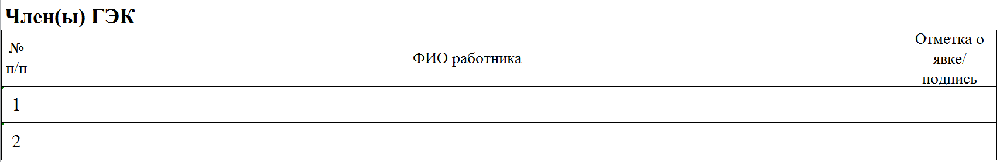 Член(ы) ГЭК
№
п/п
ФИО работника
Отметка о
явке/
подпись
1
2